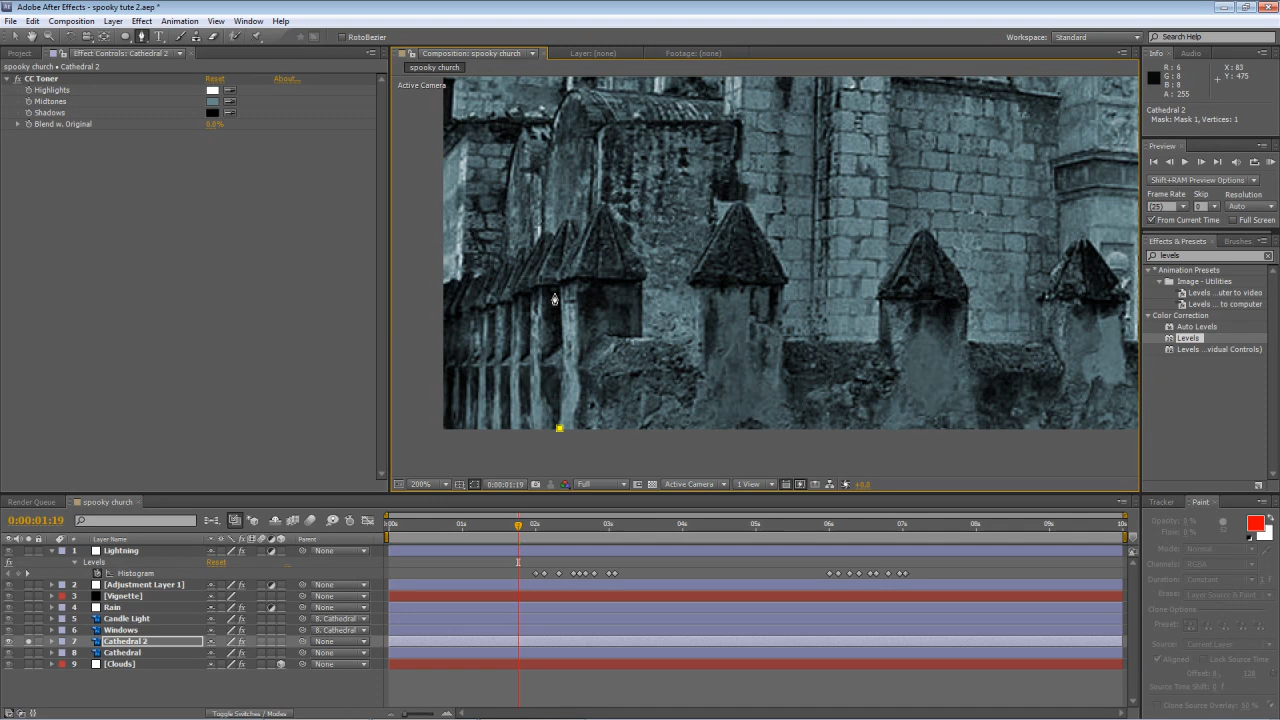 Adobe After Effects - spooky tute 2.aep *
File Edit Composition Layer Effect Animation View Window Help
RotoBezier
Workspace: Standard
Search Help
Project
Effect Controls: Cathedral 2
Composition: spooky church
Layer: (none)
Footage: (none)
Info
Audio
spooky church • Cathedral 2
spooky church
CC Toner Reset About...
Highlights
Midtones
Shadows
Blend w. Original 0.0%
Active Camera
R: 6
G: 8
B: 8
A: 255
X: 83
Y: 475
Cathedral 2
Mask: Mask 1, Vertices: 1
Preview
Shift+RAM Preview Options
Frame Rate Skip Resolution
(25) 0 Auto
From Current Time Full Screen
Effects & Presets
Brushes
levels
* Animation Presets
Image - Utilities
Levels ...uter to video
Levels ... to computer
Color Correction
Auto Levels
Levels
Levels ...vidual Controls)
200% 0:00:01:19 Full Active Camera 1 View +0.0
Render Queue
spooky church
0:00:01:19
# Layer Name Parent
0:00s 01s 02s 03s 04s 05s 06s 07s 08s 09s 10s
1 Lightning None
Levels Reset
Histogram
2 [Adjustment Layer 1] None
3 [Vignette] None
4 Rain None
5 Candle Light 8. Cathedral
6 Windows 8. Cathedral
7 Cathedral 2 None
8 Cathedral None
9 [Clouds] None
Toggle Switches / Modes
Tracker
Paint
Opacity: 0 %
Flow: 0 %
Mode: Normal
Channels: RGBA
Duration: Constant
Erase: Layer Source & Paint
Clone Options
Preset:
Source: Current Layer
Aligned Lock Source Time
Offset: 0 , 128
Source Time Shift: 0 f
Clone Source Overlay: 50 %